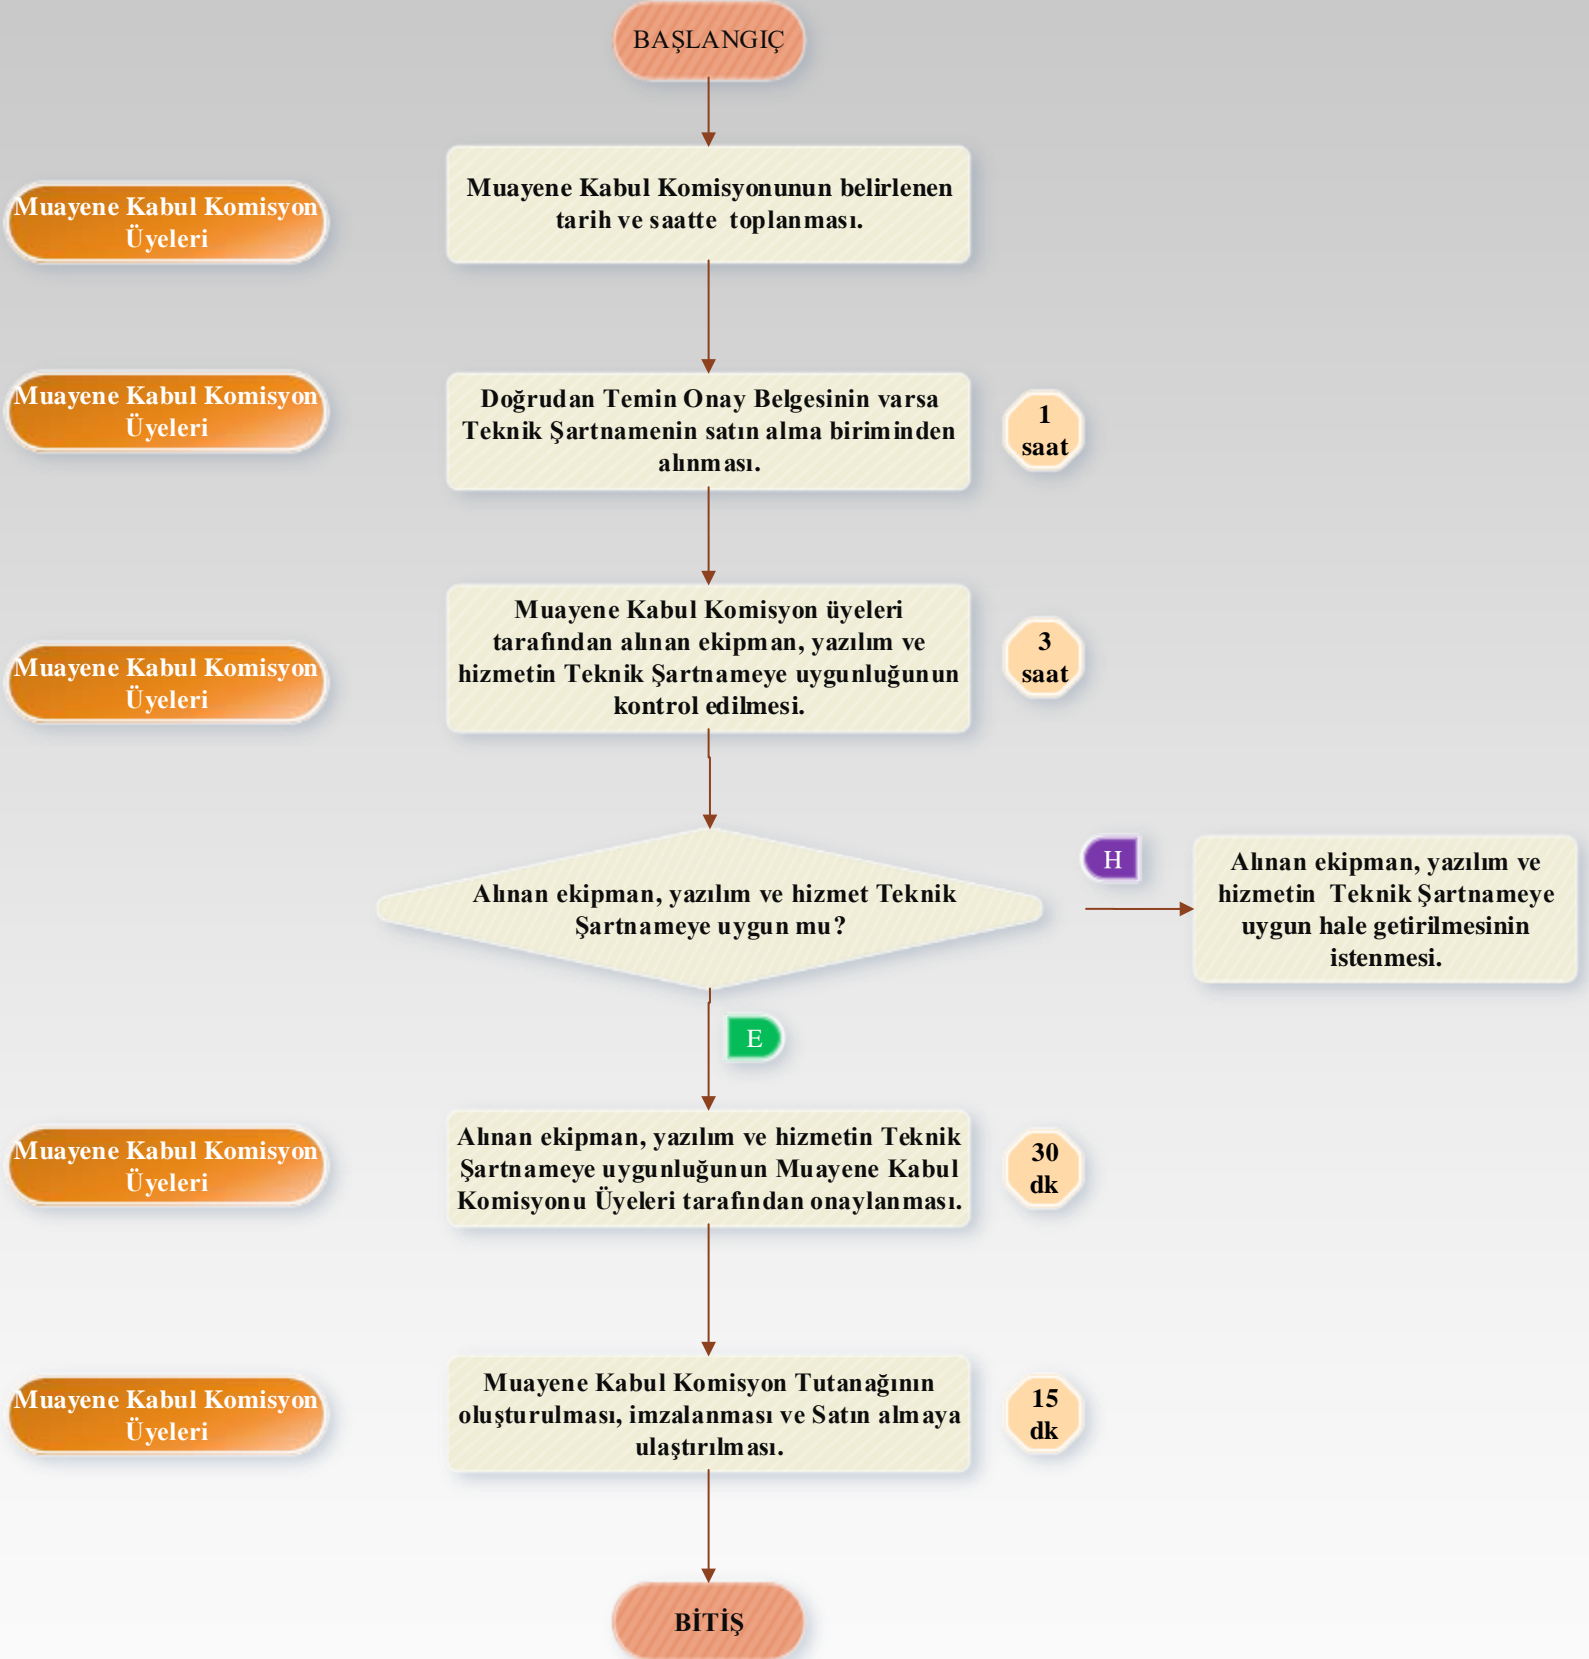 BAŞLANGIÇ
Muayene Kabul Komisyon
Üyeleri
Muayene Kabul Komisyonunun belirlenen
tarih ve saatte toplanması.
Muayene Kabul Komisyon
Üyeleri
Doğrudan Temin Onay Belgesinin varsa
Teknik Şartnamenin satın alma biriminden
alınması.
1
saat
Muayene Kabul Komisyon
Üyeleri
Muayene Kabul Komisyon üyeleri
tarafından alınan ekipman, yazılım ve
hizmetin Teknik Şartnameye uygunluğunun
kontrol edilmesi.
3
saat
Alınan ekipman, yazılım ve hizmet Teknik
Şartnameye uygun mu?
H
Alınan ekipman, yazılım ve
hizmetin Teknik Şartnameye
uygun hale getirilmesinin
istenmesi.
E
Muayene Kabul Komisyon
Üyeleri
Alınan ekipman, yazılım ve hizmetin Teknik
Şartnameye uygunluğunun Muayene Kabul
Komisyonu Üyeleri tarafından onaylanması.
30
dk
Muayene Kabul Komisyon
Üyeleri
Muayene Kabul Komisyon Tutanağının
oluşturulması, imzalanması ve Satın almaya
ulaştırılması.
15
dk
BİTİŞ